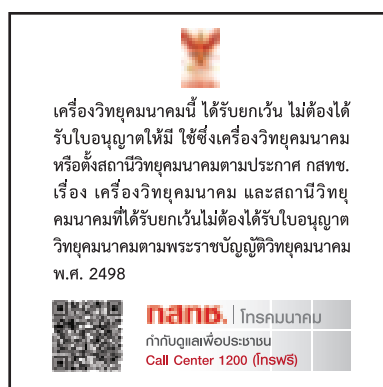 เครื่องวิทยุคมนาคมนี้ ได้รับยกเว้น ไม่ต้องได้
รับใบอนุญาตให้มี ใช้ซึ่งเครื่องวิทยุคมนาคม
หรือตั้งสถานีวิทยุคมนาคมตามประกาศ กสทช.
เรื่อง เครื่องวิทยุคมนาคม และสถานีวิทยุ
คมนาคมที่ได้รับยกเว้นไม่ต้องได้รับใบอนุญาต
วิทยุคมนาคมตามพระราชบัญญัติวิทยุคมนาคม
พ.ศ. 2498
กสทช. | โทรคมนาคม
กำกับดูแลเพื่อประชาชน
Call Center 1200 (โทรฟรี)